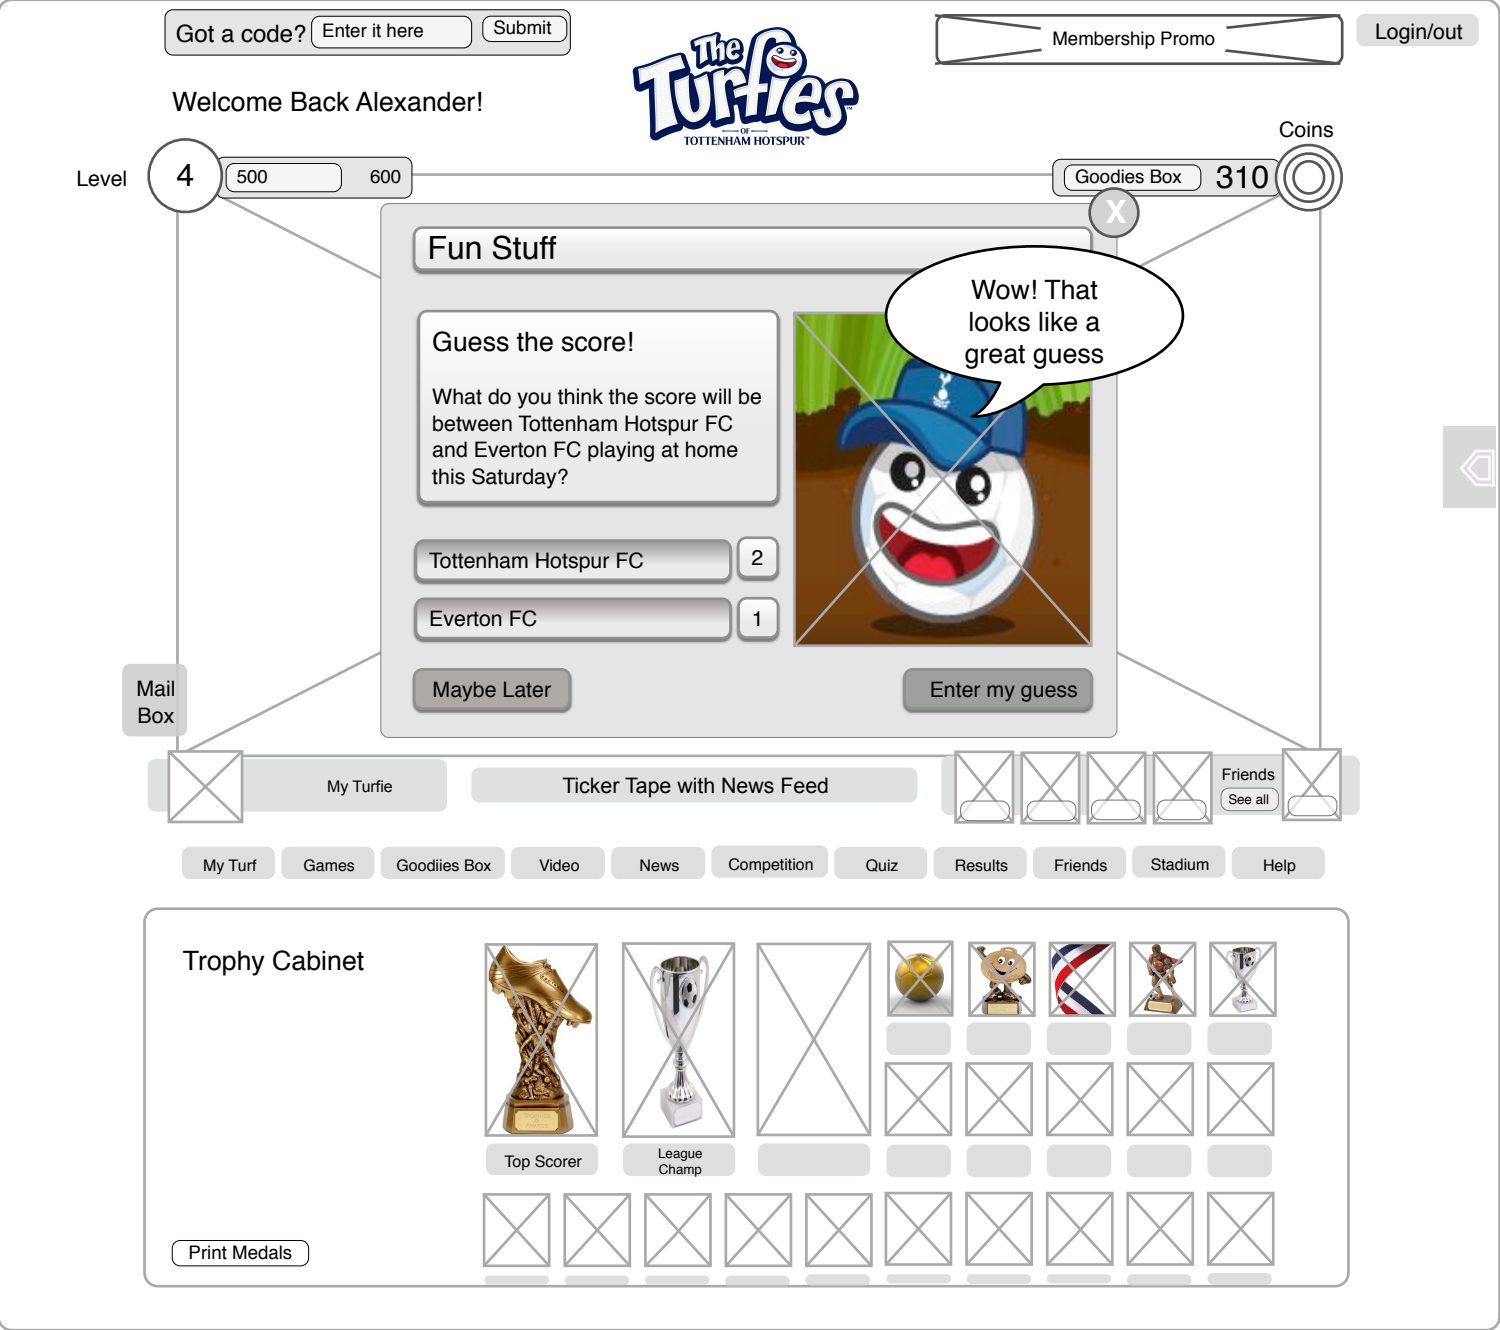 Got a code?
Enter it here
Submit
The
Turfies
OF
TOTTENHAM HOTSPUR™
Membership Promo
Login/out
Welcome Back Alexander!
Coins
Level
4
500
600
Goodies Box
310
X
Fun Stuff
Wow! That
looks like a
great guess
Guess the score!
What do you think the score will be
between Tottenham Hotspur FC
and Everton FC playing at home
this Saturday?
Tottenham Hotspur FC
2
Everton FC
1
Maybe Later
Enter my guess
Mail
Box
My Turfie
Ticker Tape with News Feed
Friends
See all
My Turf
Games
Goodiies Box
Video
News
Competition
Quiz
Results
Friends
Stadium
Help
Trophy Cabinet
Top Scorer
League
Champ
Print Medals